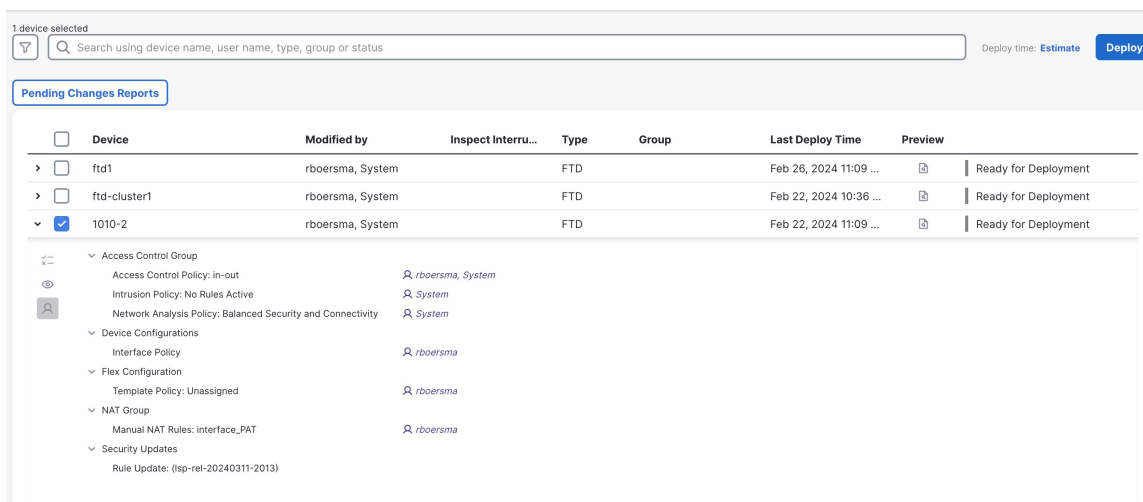 1 device selected
Search using device name, user name, type, group or status
Deploy time: Estimate
Deploy
Pending Changes Reports
Device Modified by Inspect Interru... Type Group Last Deploy Time Preview
ftd1 rboersma, System FTD Feb 26, 2024 11:09 ... Ready for Deployment
ftd-cluster1 rboersma, System FTD Feb 22, 2024 10:36 ... Ready for Deployment
1010-2 rboersma, System FTD Feb 22, 2024 11:09 ... Ready for Deployment
Access Control Group
Access Control Policy: in-out rboersma, System
Intrusion Policy: No Rules Active System
Network Analysis Policy: Balanced Security and Connectivity System
Device Configurations
Interface Policy rboersma
Flex Configuration
Template Policy: Unassigned rboersma
NAT Group
Manual NAT Rules: interface_PAT rboersma
Security Updates
Rule Update: (lsp-rel-20240311-2013)